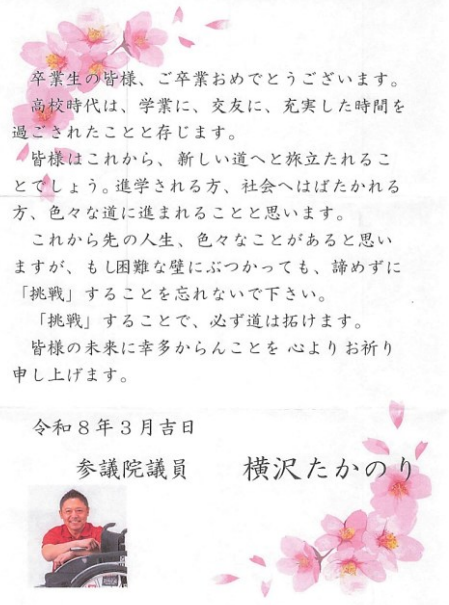 卒業生の皆様、ご卒業おめでとうございます。
高校時代は、学業に、交友に、充実した時間を
過ごされたことと存じます。
皆様はこれから、新しい道へと旅立たれるこ
とでしょう。進学される方、社会へはばたかれる
方、色々な道に進まれることと思います。
これから先の人生、色々なことがあると思い
ますが、もし困難な壁にぶつかっても、諦めずに
「挑戦」することを忘れないで下さい。
「挑戦」することで、必ず道は拓けます。
皆様の未来に幸多からんことを 心よりお祈り
申し上げます。
令和８年３月吉日
参議院議員　　横沢たかのり